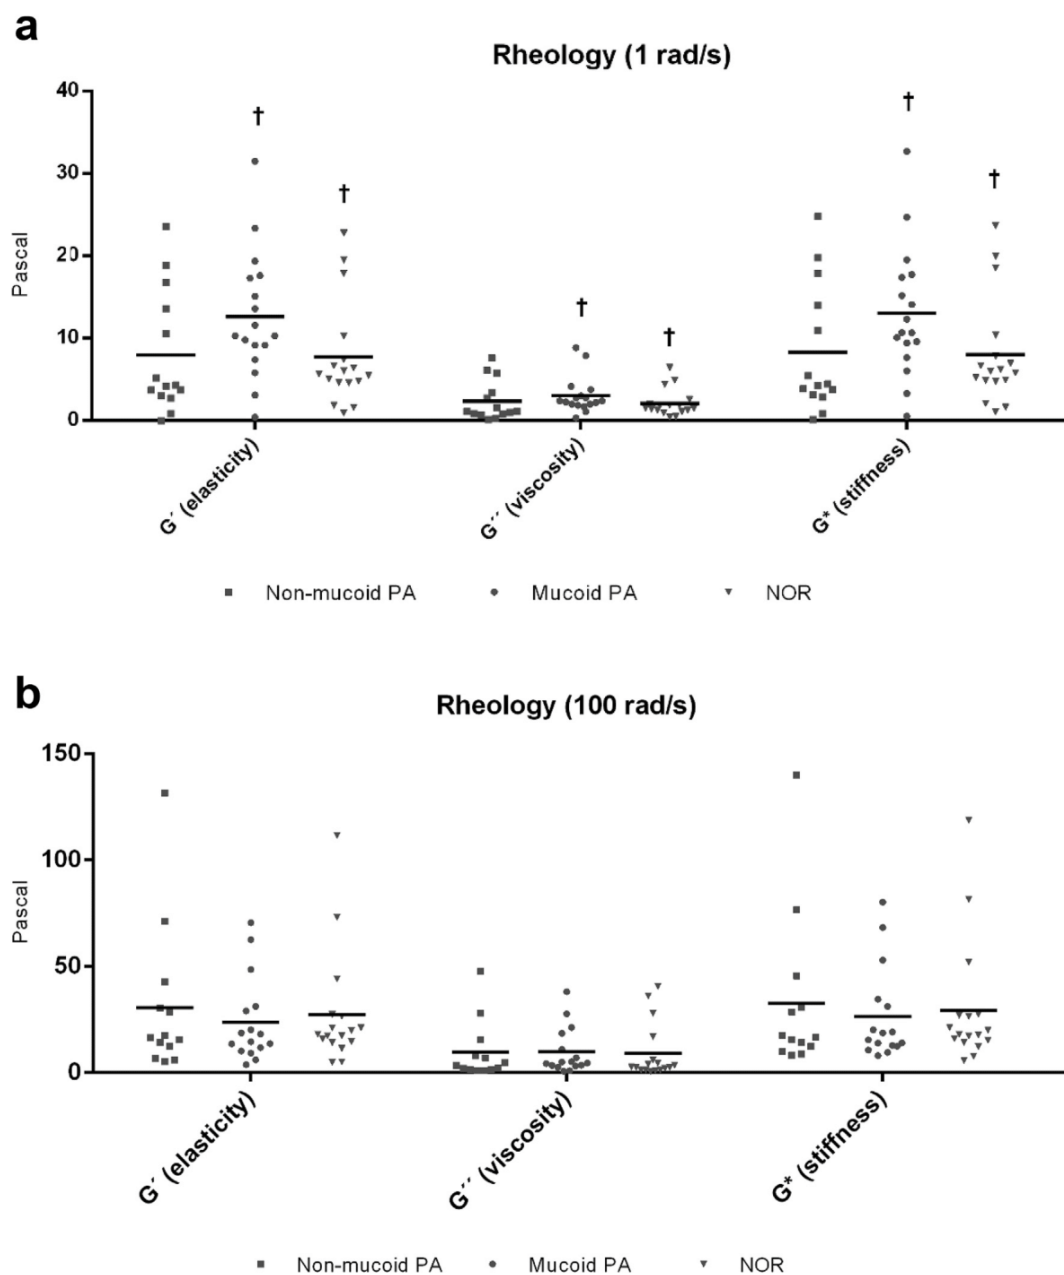 a
Rheology (1 rad/s)
40
†
†
†
30
†
20
†
†
10
0
Pascal
G´ (elasticity)
G´´ (viscosity)
G* (stiffness)
Non-mucoid PA
Mucoid PA
NOR
b
Rheology (100 rad/s)
150
100
50
0
Pascal
G´ (elasticity)
G´´ (viscosity)
G* (stiffness)
Non-mucoid PA
Mucoid PA
NOR